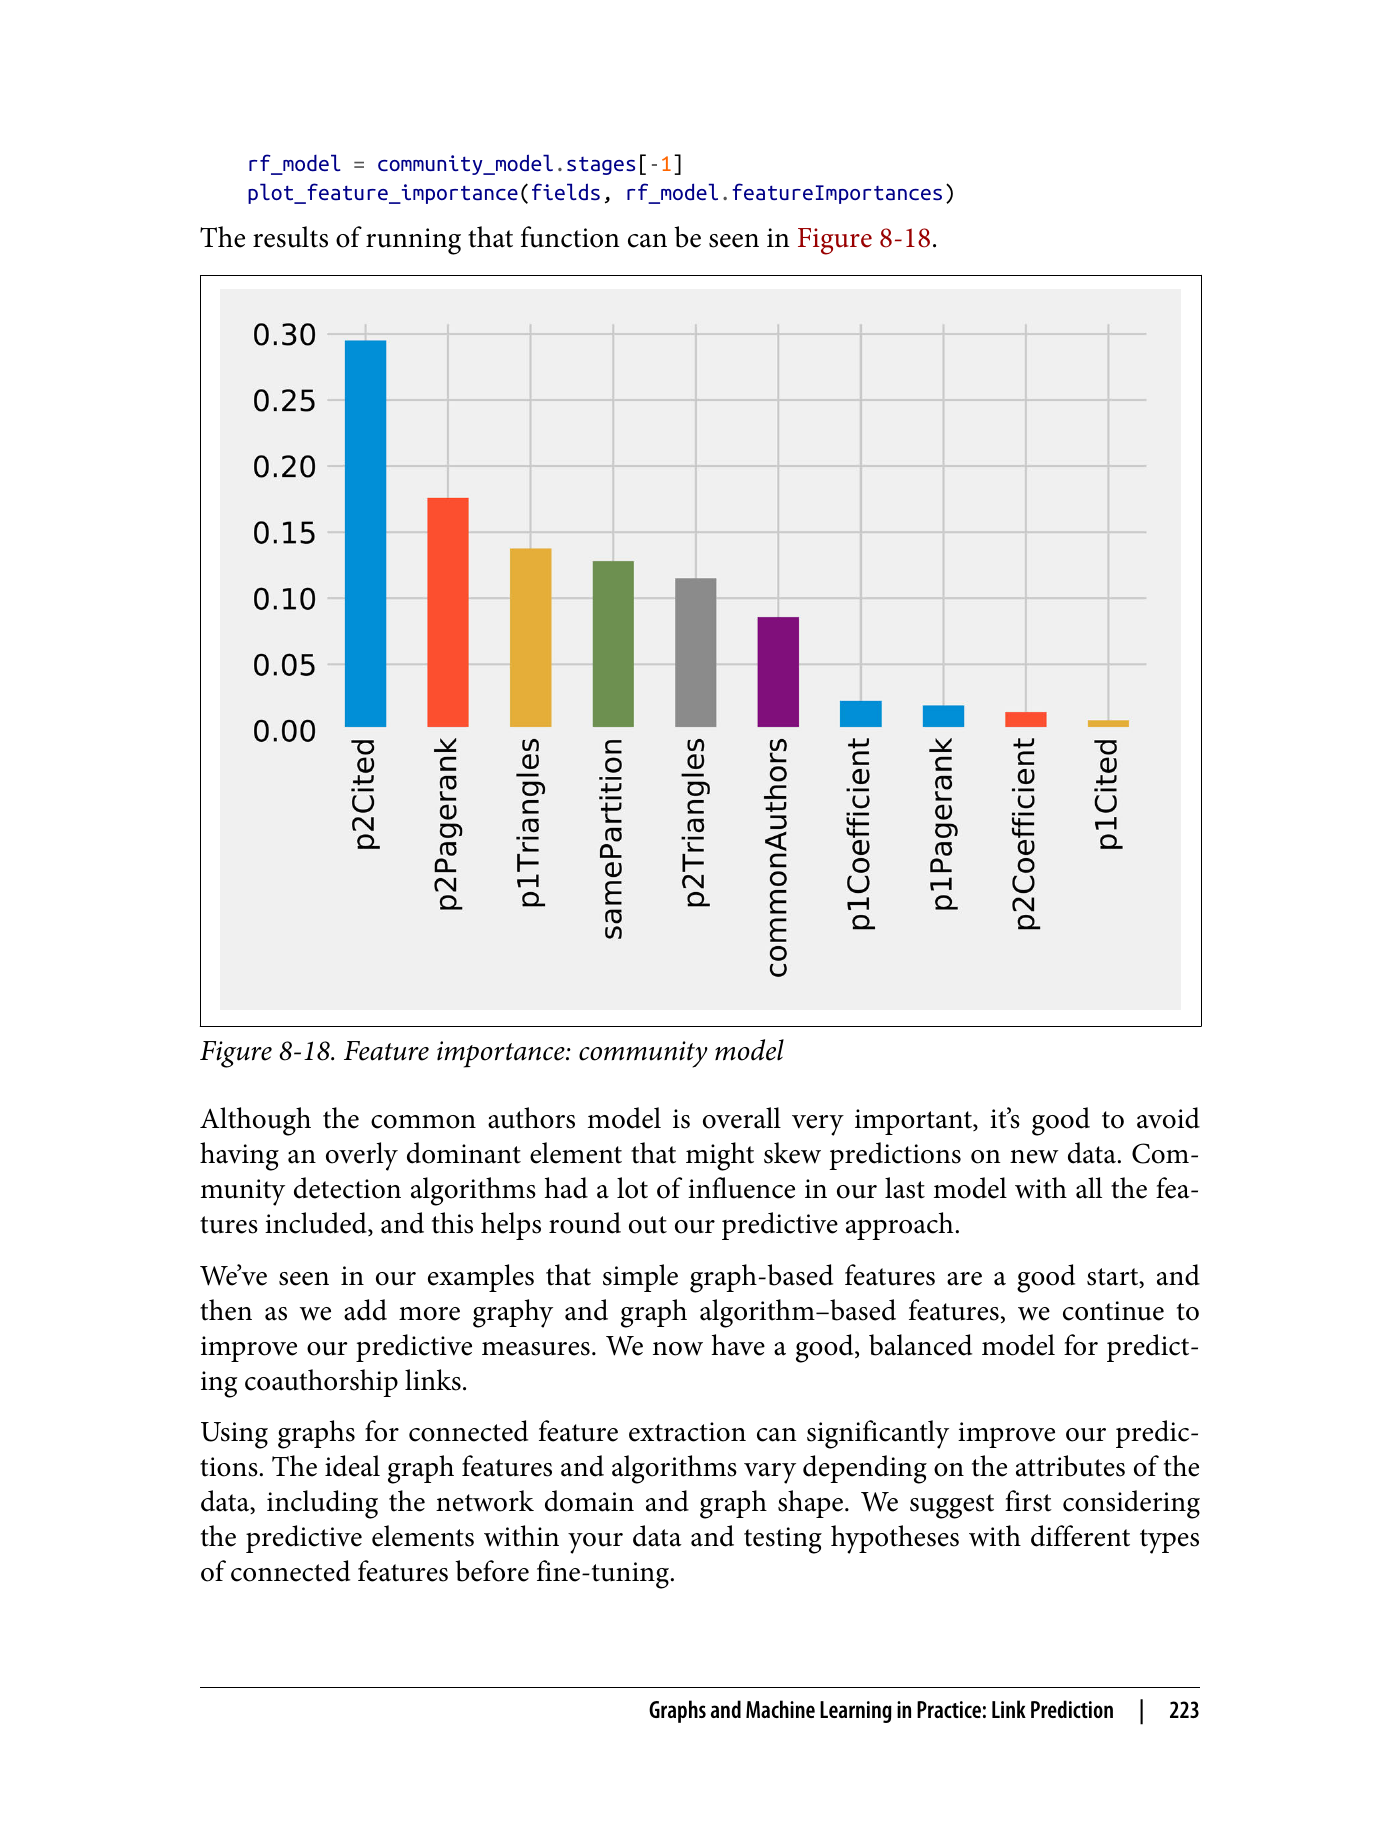 rf_model = community_model.stages[-1]
plot_feature_importance(fields, rf_model.featureImportances)
The results of running that function can be seen in Figure 8-18.
0.30
0.25
0.20
0.15
0.10
0.05
0.00
p2Cited
p2Pagerank
p1Triangles
samePartition
p2Triangles
commonAuthors
p1Coefficient
p1Pagerank
p2Coefficient
p1Cited
Figure 8-18. Feature importance: community model
Although the common authors model is overall very important, it’s good to avoid
having an overly dominant element that might skew predictions on new data. Com-
munity detection algorithms had a lot of influence in our last model with all the fea-
tures included, and this helps round out our predictive approach.
We’ve seen in our examples that simple graph-based features are a good start, and
then as we add more graphy and graph algorithm–based features, we continue to
improve our predictive measures. We now have a good, balanced model for predict-
ing coauthorship links.
Using graphs for connected feature extraction can significantly improve our predic-
tions. The ideal graph features and algorithms vary depending on the attributes of the
data, including the network domain and graph shape. We suggest first considering
the predictive elements within your data and testing hypotheses with different types
of connected features before fine-tuning.
Graphs and Machine Learning in Practice: Link Prediction | 223